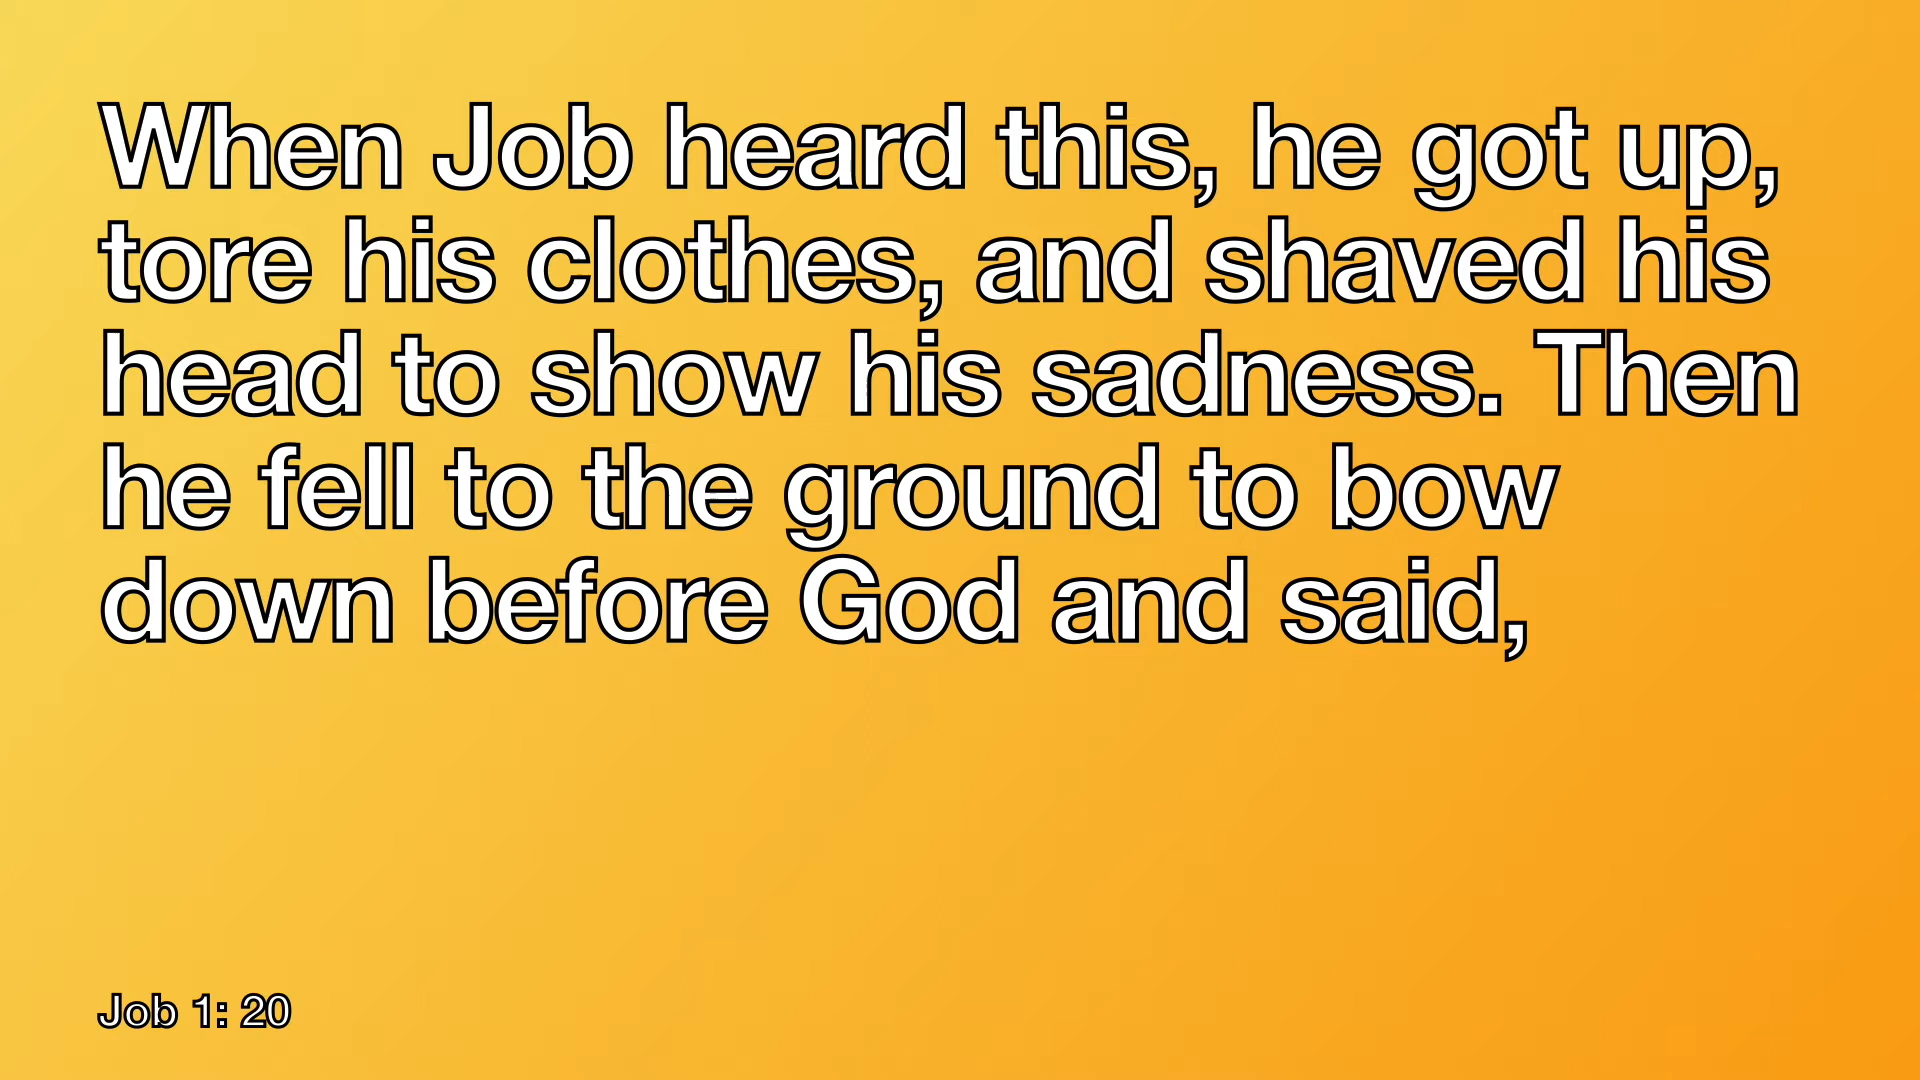 When Job heard this, he got up,
tore his clothes, and shaved his
head to show his sadness. Then
he fell to the ground to bow
down before God and said,
Job 1: 20